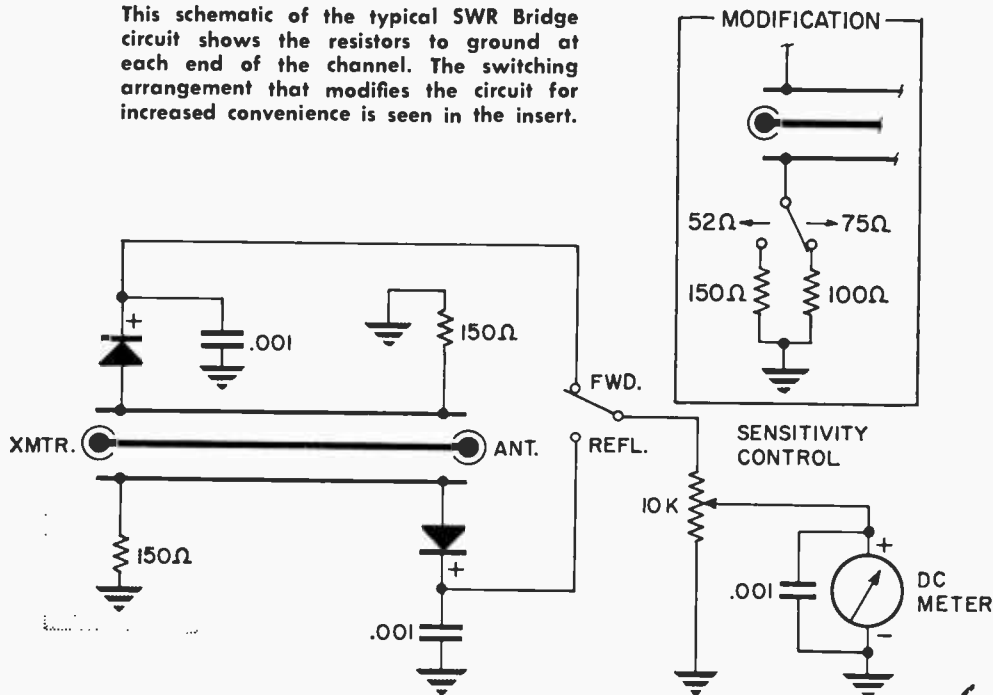 This schematic of the typical SWR Bridge
circuit shows the resistors to ground at
each end of the channel. The switching
arrangement that modifies the circuit for
increased convenience is seen in the insert.
MODIFICATION
52Ω
75Ω
150Ω
100Ω
+
.001
150Ω
FWD.
XMTR.
ANT.
REFL.
SENSITIVITY
CONTROL
10K
150Ω
+
.001
.001
+
DC
METER
-